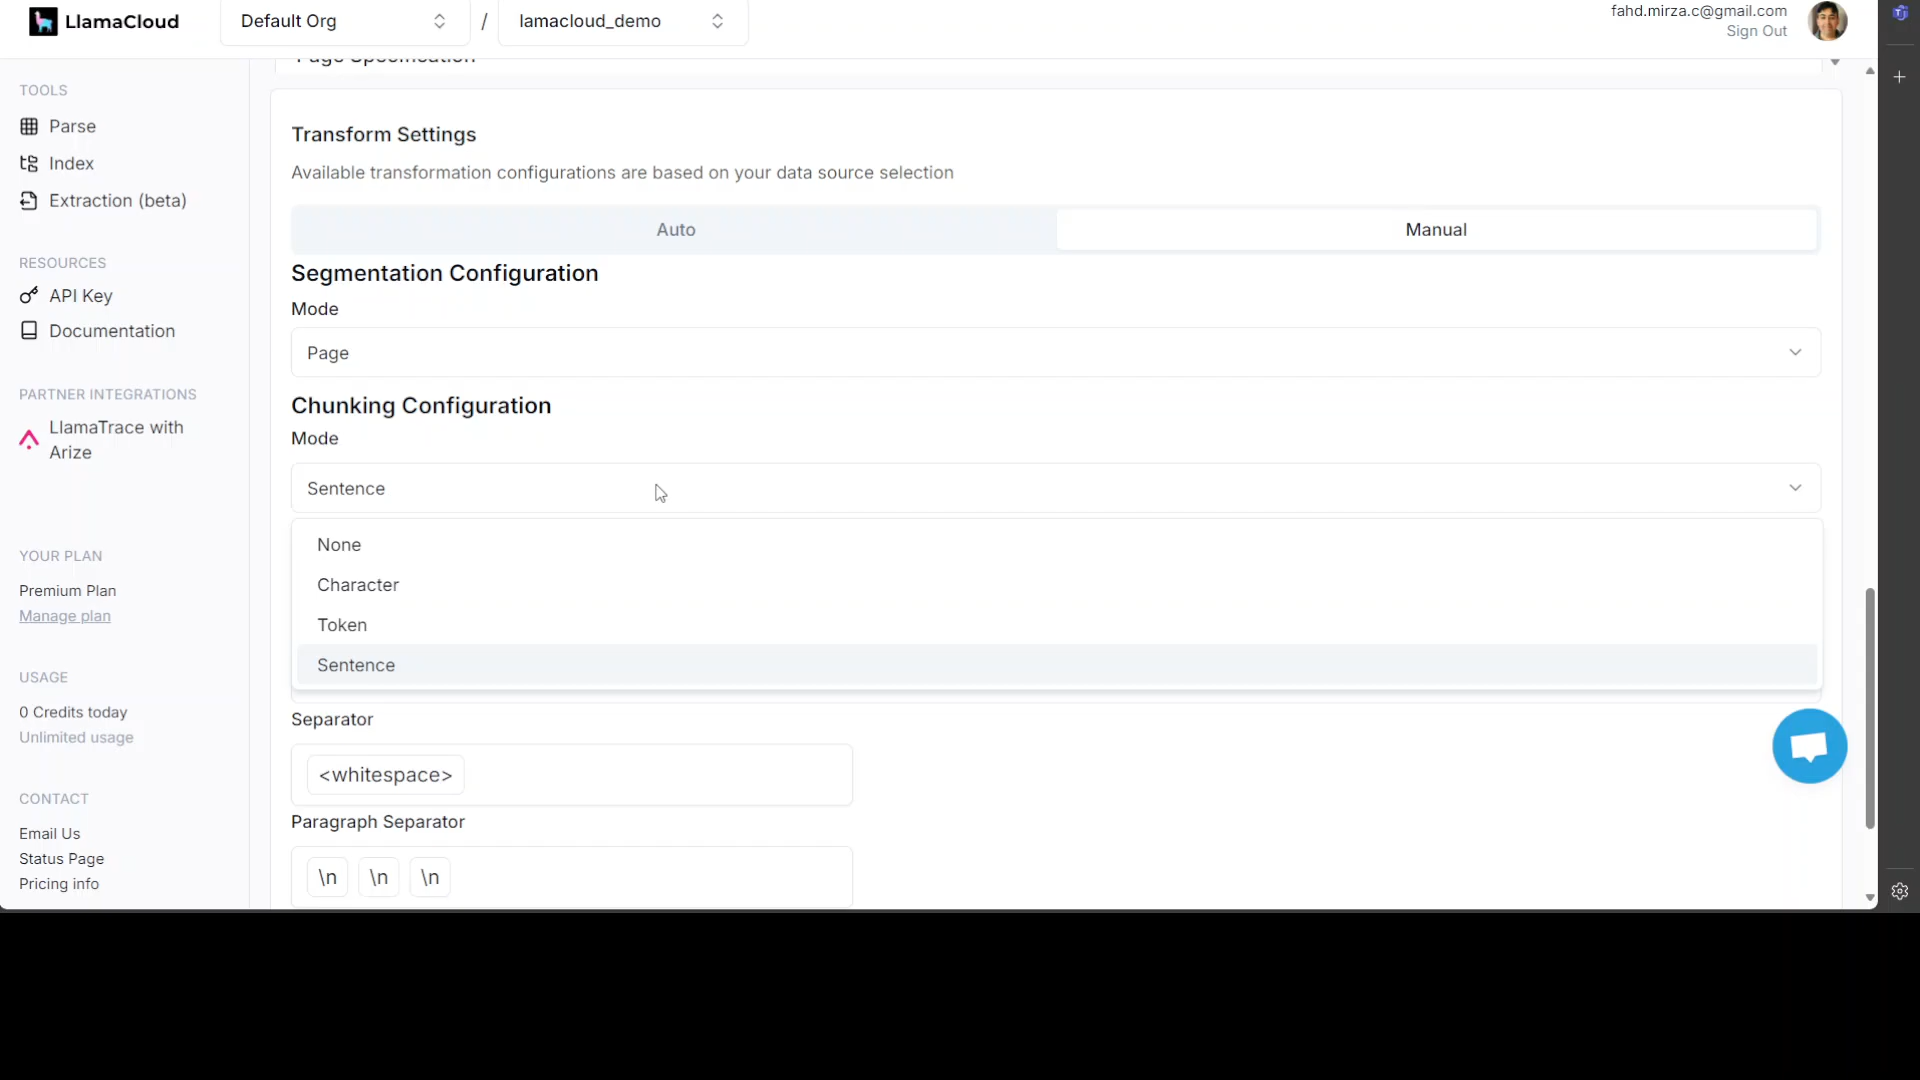 LlamaCloud
Default Org / lamacloud_demo
fahd.mirza.c@gmail.com
Sign Out
TOOLS
Parse
Index
Extraction (beta)
RESOURCES
API Key
Documentation
PARTNER INTEGRATIONS
LlamaTrace with
Arize
YOUR PLAN
Premium Plan
Manage plan
USAGE
0 Credits today
Unlimited usage
CONTACT
Email Us
Status Page
Pricing info
Page Specification
Transform Settings
Available transformation configurations are based on your data source selection
Auto Manual
Segmentation Configuration
Mode
Page
Chunking Configuration
Mode
Sentence
None
Character
Token
Sentence
Separator
<whitespace>
Paragraph Separator
\n \n \n